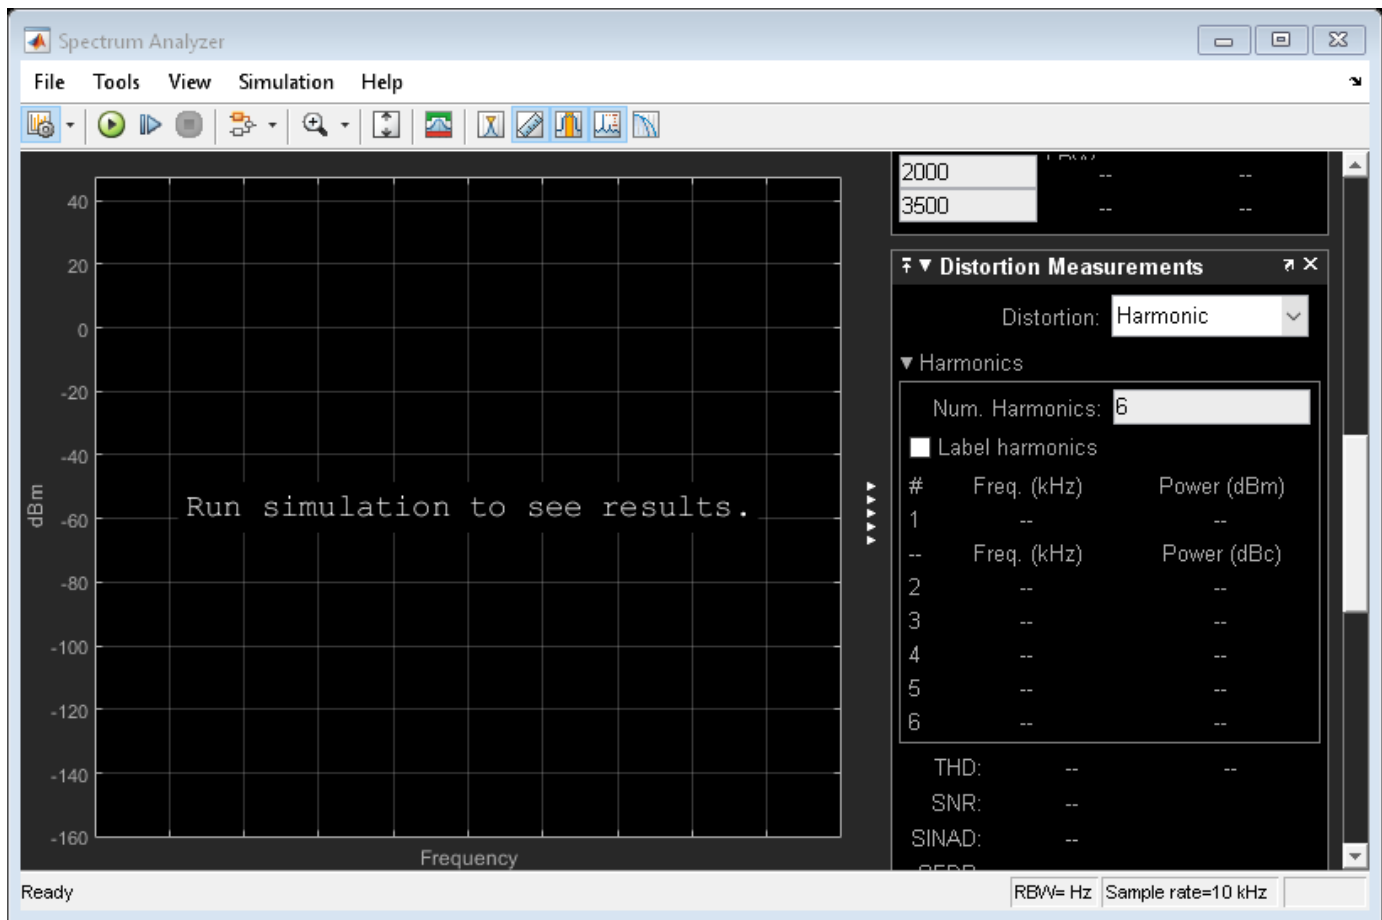 Spectrum Analyzer
File Tools View Simulation Help
40
20
0
-20
-40
-60
-80
-100
-120
-140
-160
dBm
Run simulation to see results.
Frequency
2000 -- --
3500 -- --
Distortion Measurements
Distortion: Harmonic
Harmonics
Num. Harmonics: 6
Label harmonics
# Freq. (kHz) Power (dBm)
1 -- --
-- Freq. (kHz) Power (dBc)
2 -- --
3 -- --
4 -- --
5 -- --
6 -- --
THD: -- --
SNR: --
SINAD: --
Ready
RBW= Hz Sample rate=10 kHz